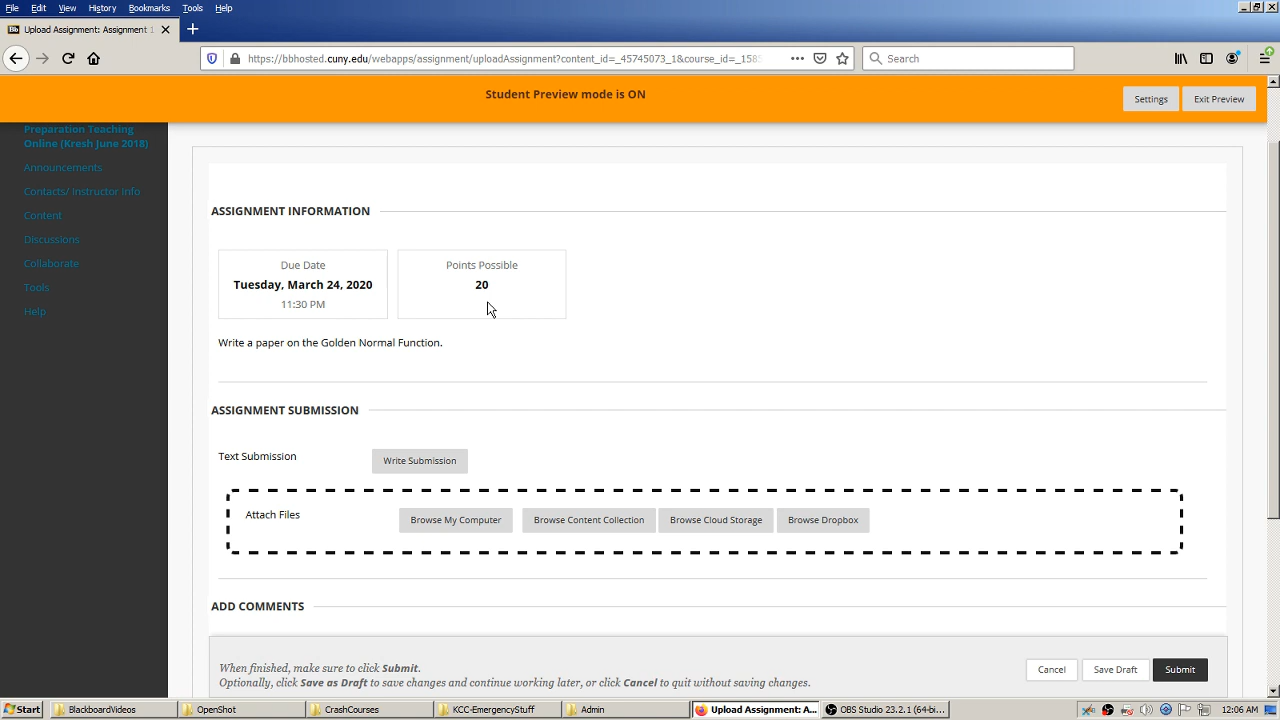 File Edit View History Bookmarks Tools Help
Bb Upload Assignment: Assignment 1
https://bbhosted.cuny.edu/webapps/assignment/uploadAssignment?content_id=_45745073_1&course_id=_158
Search
Student Preview mode is ON
Settings
Exit Preview
Preparation Teaching
Online (Kresh June 2018)
Announcements
Contacts/ Instructor Info
Content
Discussions
Collaborate
Tools
Help
ASSIGNMENT INFORMATION
Due Date
Tuesday, March 24, 2020
11:30 PM
Points Possible
20
Write a paper on the Golden Normal Function.
ASSIGNMENT SUBMISSION
Text Submission
Write Submission
Attach Files
Browse My Computer
Browse Content Collection
Browse Cloud Storage
Browse Dropbox
ADD COMMENTS
When finished, make sure to click Submit.
Optionally, click Save as Draft to save changes and continue working later, or click Cancel to quit without saving changes.
Cancel
Save Draft
Submit
Start
BlackboardVideos
OpenShot
CrashCourses
KCC-EmergencyStuff
Admin
Upload Assignment: A...
OBS Studio 23.2.1 (64-bi...
12:06 AM